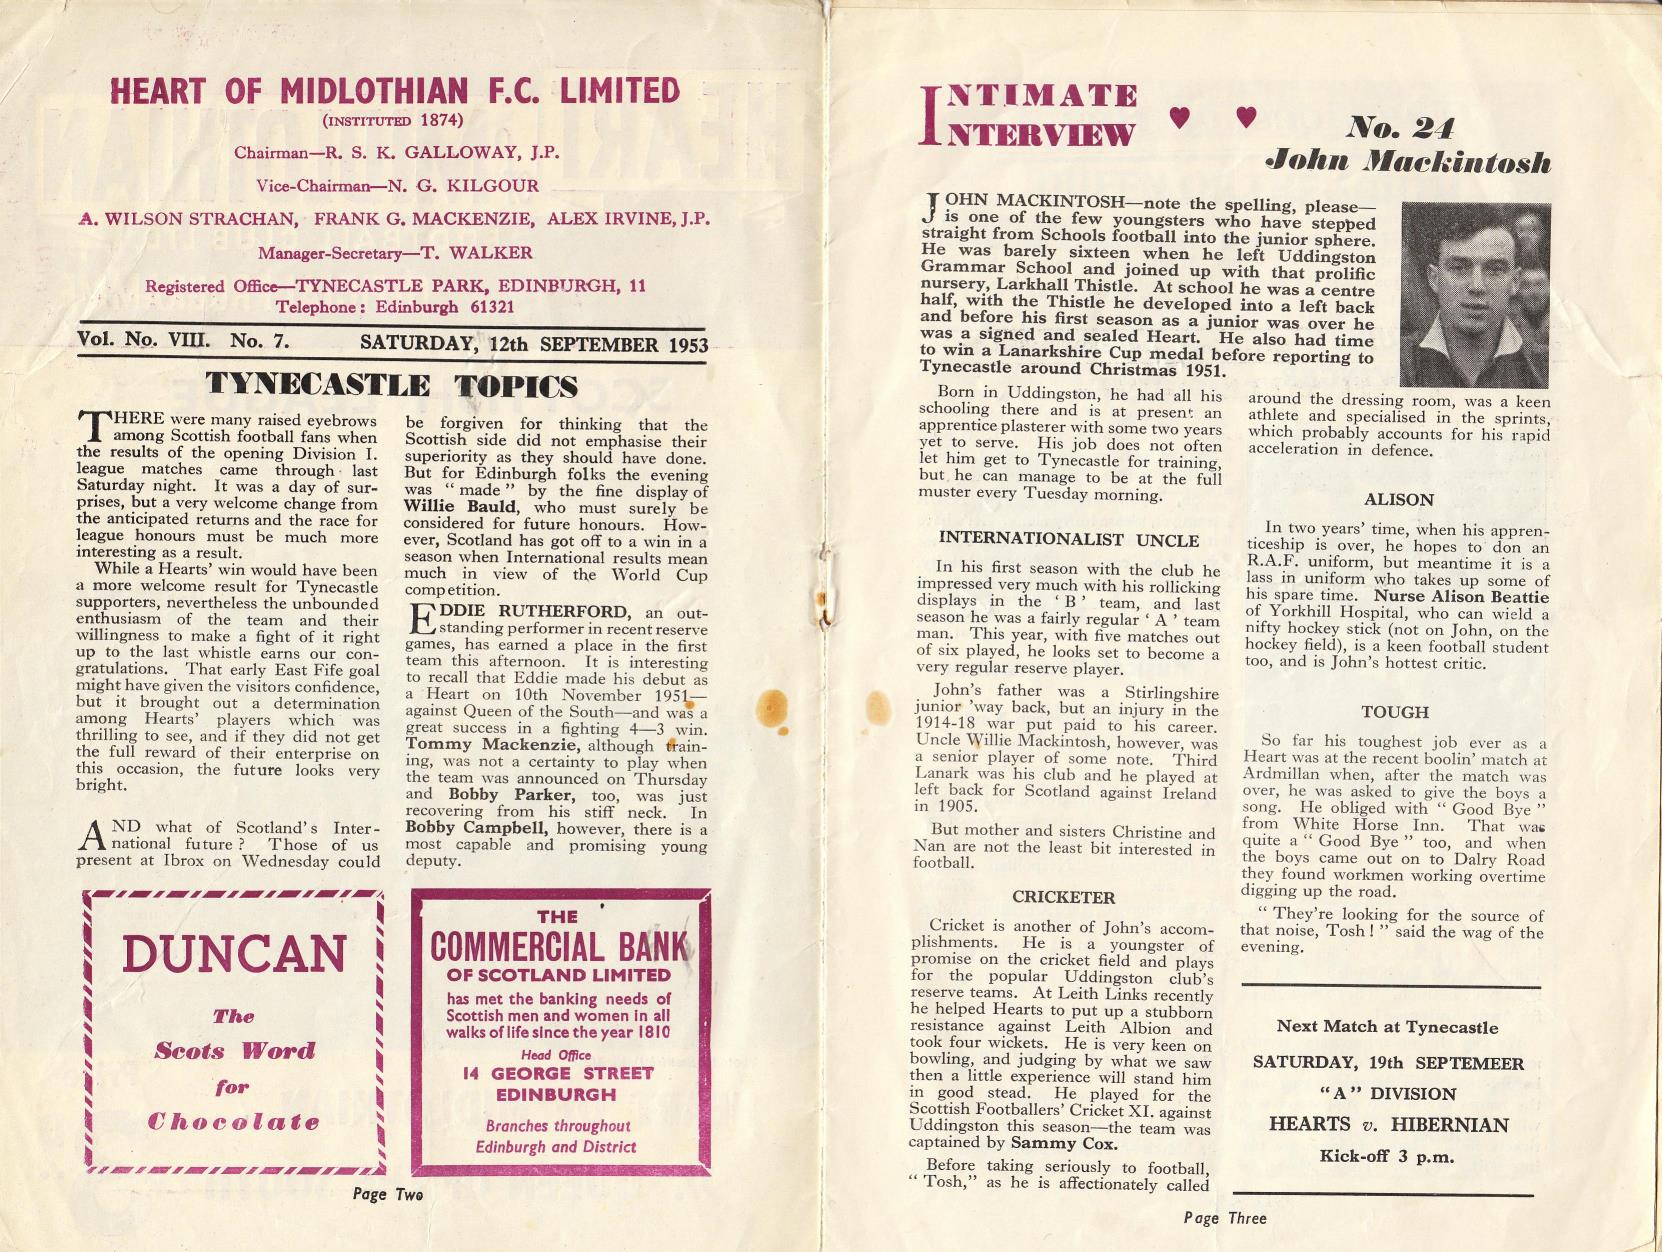 HEART OF MIDLOTHIAN F.C. LIMITED
(INSTITUTED 1874)
Chairman—R. S. K. GALLOWAY, J.P.
Vice-Chairman—N. G. KILGOUR
A. WILSON STRACHAN, FRANK G. MACKENZIE, ALEX IRVINE, J.P.
Manager-Secretary—T. WALKER
Registered Office—TYNECASTLE PARK, EDINBURGH, 11
Telephone: Edinburgh 61321
Vol. No. VIII. No. 7. SATURDAY, 12th SEPTEMBER 1953
TYNECASTLE TOPICS
THERE were many raised eyebrows
among Scottish football fans when
the results of the opening Division I.
league matches came through last
Saturday night. It was a day of sur-
prises, but a very welcome change from
the anticipated returns and the race for
league honours must be much more
interesting as a result.
While a Hearts' win would have been
a more welcome result for Tynecastle
supporters, nevertheless the unbounded
enthusiasm of the team and their
willingness to make a fight of it right
up to the last whistle earns our con-
gratulations. That early East Fife goal
might have given the visitors confidence,
but it brought out a determination
among Hearts' players which was
thrilling to see, and if they did not get
the full reward of their enterprise on
this occasion, the future looks very
bright.
AND what of Scotland's Inter-
national future? Those of us
present at Ibrox on Wednesday could
be forgiven for thinking that the
Scottish side did not emphasise their
superiority as they should have done.
But for Edinburgh folks the evening
was "made" by the fine display of
Willie Bauld, who must surely be
considered for future honours. How-
ever, Scotland has got off to a win in a
season when International results mean
much in view of the World Cup
competition.
EDDIE RUTHERFORD, an out-
standing performer in recent reserve
games, has earned a place in the first
team this afternoon. It is interesting
to recall that Eddie made his debut as
a Heart on 10th November 1951—
against Queen of the South—and was a
great success in a fighting 4—3 win.
Tommy Mackenzie, although train-
ing, was not a certainty to play when
the team was announced on Thursday
and Bobby Parker, too, was just
recovering from his stiff neck. In
Bobby Campbell, however, there is a
most capable and promising young
deputy.
DUNCAN
The
Scots Word
for
Chocolate
THE
COMMERCIAL BANK
OF SCOTLAND LIMITED
has met the banking needs of
Scottish men and women in all
walks of life since the year 1810
Head Office
14 GEORGE STREET
EDINBURGH
Branches throughout
Edinburgh and District
Page Two
INTIMATE
INTERVIEW
No. 24
John Mackintosh
JOHN MACKINTOSH—note the spelling, please—
is one of the few youngsters who have stepped
straight from Schools football into the junior sphere.
He was barely sixteen when he left Uddingston
Grammar School and joined up with that prolific
nursery, Larkhall Thistle. At school he was a centre
half, with the Thistle he developed into a left back
and before his first season as a junior was over he
was a signed and sealed Heart. He also had time
to win a Lanarkshire Cup medal before reporting to
Tynecastle around Christmas 1951.
Born in Uddingston, he had all his
schooling there and is at present an
apprentice plasterer with some two years
yet to serve. His job does not often
let him get to Tynecastle for training,
but he can manage to be at the full
muster every Tuesday morning.
INTERNATIONALIST UNCLE
In his first season with the club he
impressed very much with his rollicking
displays in the 'B' team, and last
season he was a fairly regular 'A' team
man. This year, with five matches out
of six played, he looks set to become a
very regular reserve player.
John's father was a Stirlingshire
junior 'way back, but an injury in the
1914-18 war put paid to his career.
Uncle Willie Mackintosh, however, was
a senior player of some note. Third
Lanark was his club and he played at
left back for Scotland against Ireland
in 1905.
But mother and sisters Christine and
Nan are not the least bit interested in
football.
CRICKETER
Cricket is another of John's accom-
plishments. He is a youngster of
promise on the cricket field and plays
for the popular Uddingston club's
reserve teams. At Leith Links recently
he helped Hearts to put up a stubborn
resistance against Leith Albion and
took four wickets. He is very keen on
bowling, and judging by what we saw
then a little experience will stand him
in good stead. He played for the
Scottish Footballers' Cricket XI. against
Uddingston this season—the team was
captained by Sammy Cox.
Before taking seriously to football,
"Tosh," as he is affectionately called
around the dressing room, was a keen
athlete and specialised in the sprints,
which probably accounts for his rapid
acceleration in defence.
ALISON
In two years' time, when his appren-
ticeship is over, he hopes to don an
R.A.F. uniform, but meantime it is a
lass in uniform who takes up some of
his spare time. Nurse Alison Beattie
of Yorkhill Hospital, who can wield a
nifty hockey stick (not on John, on the
hockey field), is a keen football student
too, and is John's hottest critic.
TOUGH
So far his toughest job ever as a
Heart was at the recent boolin' match at
Ardmillan when, after the match was
over, he was asked to give the boys a
song. He obliged with "Good Bye"
from White Horse Inn. That was
quite a "Good Bye" too, and when
the boys came out on to Dalry Road
they found workmen working overtime
digging up the road.
"They're looking for the source of
that noise, Tosh!" said the wag of the
evening.
Next Match at Tynecastle
SATURDAY, 19th SEPTEMEER
"A" DIVISION
HEARTS v. HIBERNIAN
Kick-off 3 p.m.
Page Three